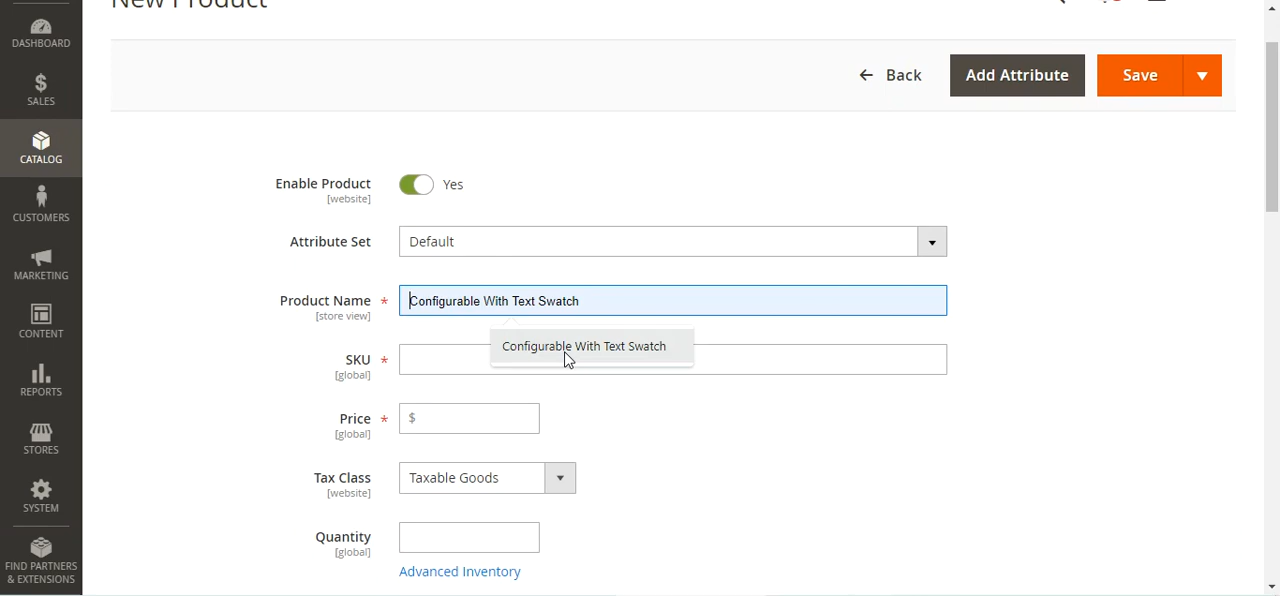 New Product
DASHBOARD
SALES
CATALOG
CUSTOMERS
MARKETING
CONTENT
REPORTS
STORES
SYSTEM
FIND PARTNERS
& EXTENSIONS
Back
Add Attribute
Save
Enable Product
[website]
Yes
Attribute Set
Default
Product Name *
[store view]
Configurable With Text Swatch
Configurable With Text Swatch
SKU *
[global]
Price *
[global]
$
Tax Class
[website]
Taxable Goods
Quantity
[global]
Advanced Inventory